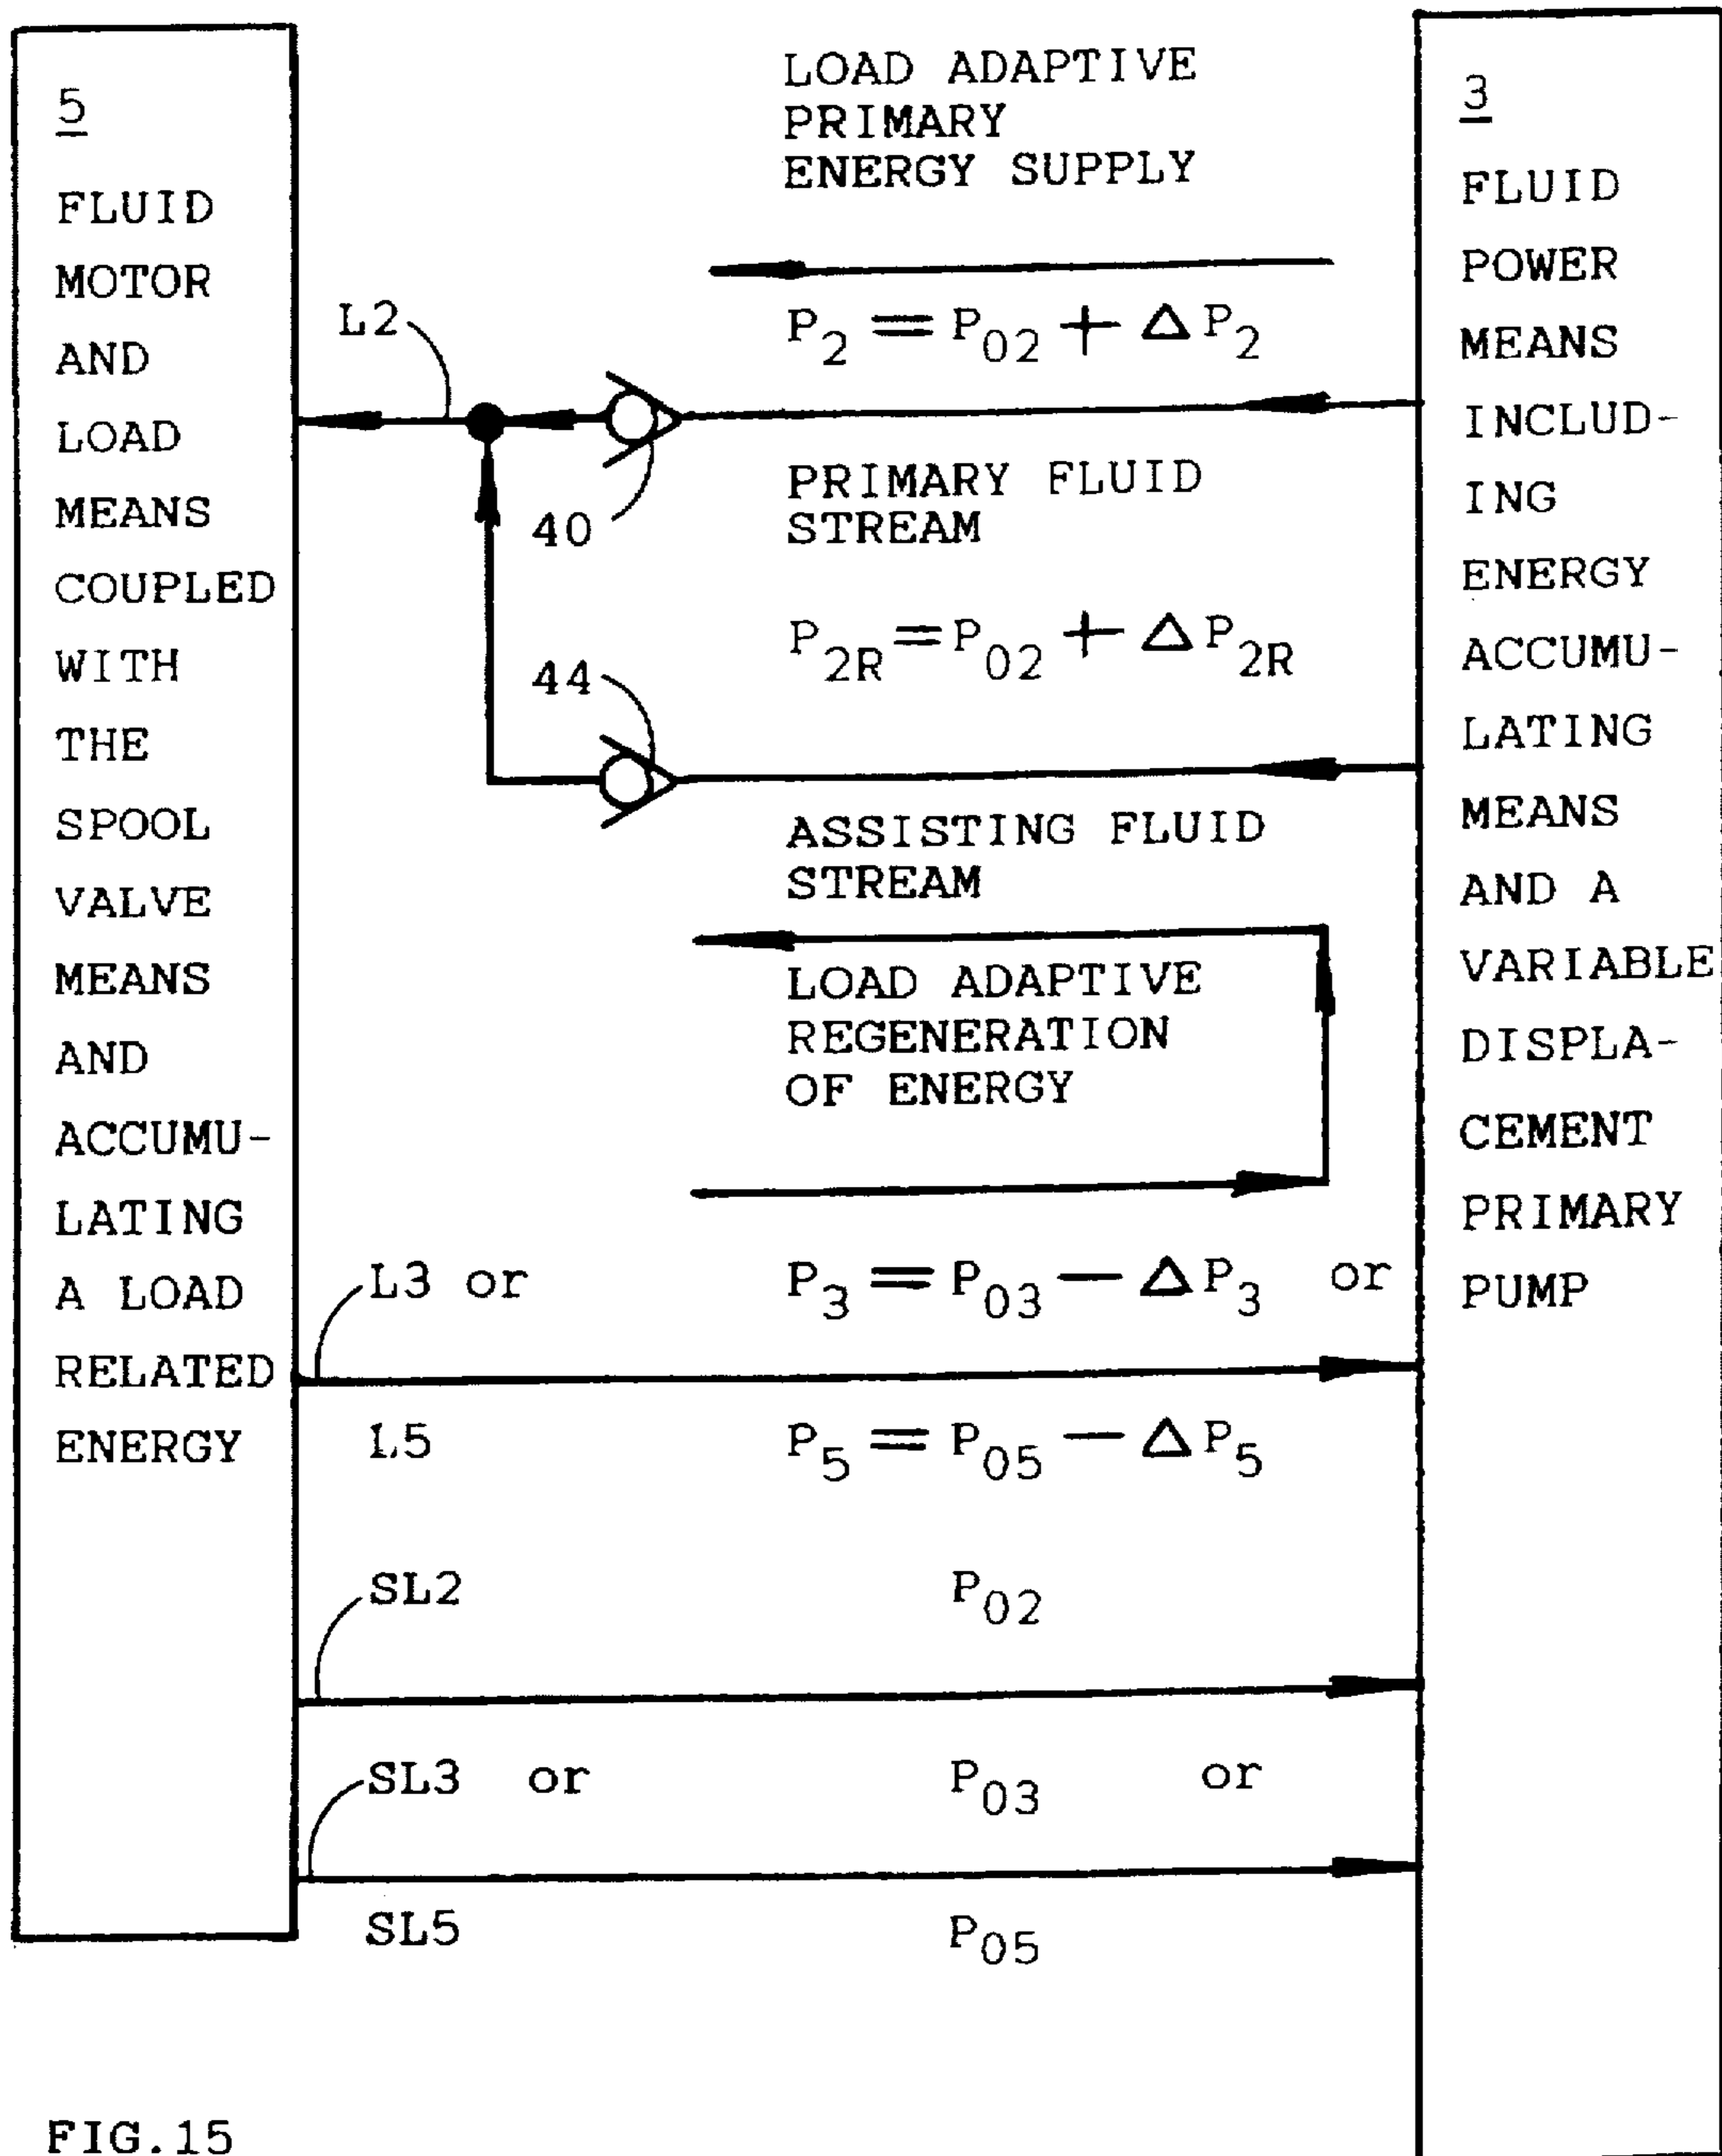 5
FLUID
MOTOR
AND
LOAD
MEANS
COUPLED
WITH
THE
SPOOL
VALVE
MEANS
AND
ACCUMU-
LATING
A LOAD
RELATED
ENERGY
LOAD ADAPTIVE
PRIMARY
ENERGY SUPPLY
L2
P₂ = P₀₂ + ΔP₂
40
PRIMARY FLUID
STREAM
P₂R = P₀₂ + ΔP₂R
44
ASSISTING FLUID
STREAM
LOAD ADAPTIVE
REGENERATION
OF ENERGY
L3 or
P₃ = P₀₃ − ΔP₃ or
L5
P₅ = P₀₅ − ΔP₅
SL2
P₀₂
SL3 or
P₀₃ or
SL5
P₀₅
3
FLUID
POWER
MEANS
INCLUD-
ING
ENERGY
ACCUMU-
LATING
MEANS
AND A
VARIABLE
DISPLA-
CEMENT
PRIMARY
PUMP
FIG.15